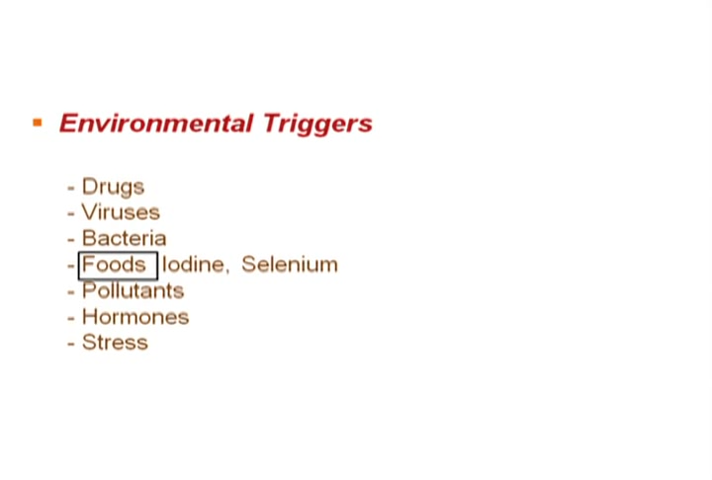 ▪ Environmental Triggers
- Drugs
- Viruses
- Bacteria
- Foods Iodine, Selenium
- Pollutants
- Hormones
- Stress